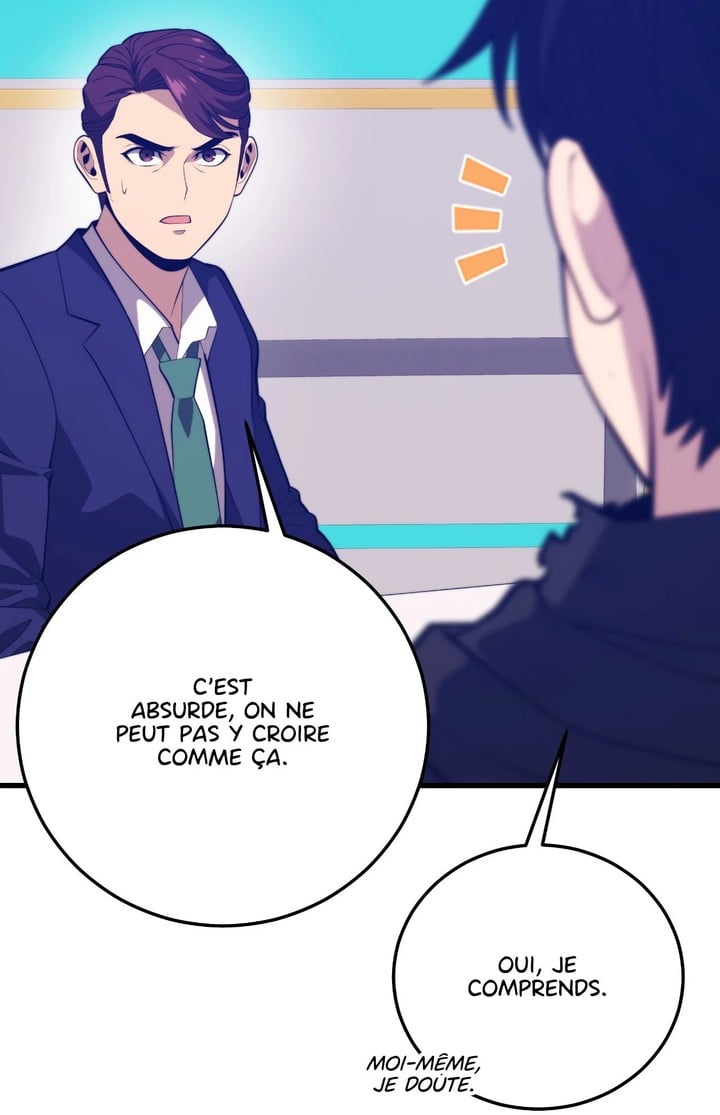 C'EST
ABSURDE, ON NE
PEUT PAS Y CROIRE
COMME ÇA.
OUI, JE
COMPRENDS.
MOI-MÊME,
JE DOUTE.